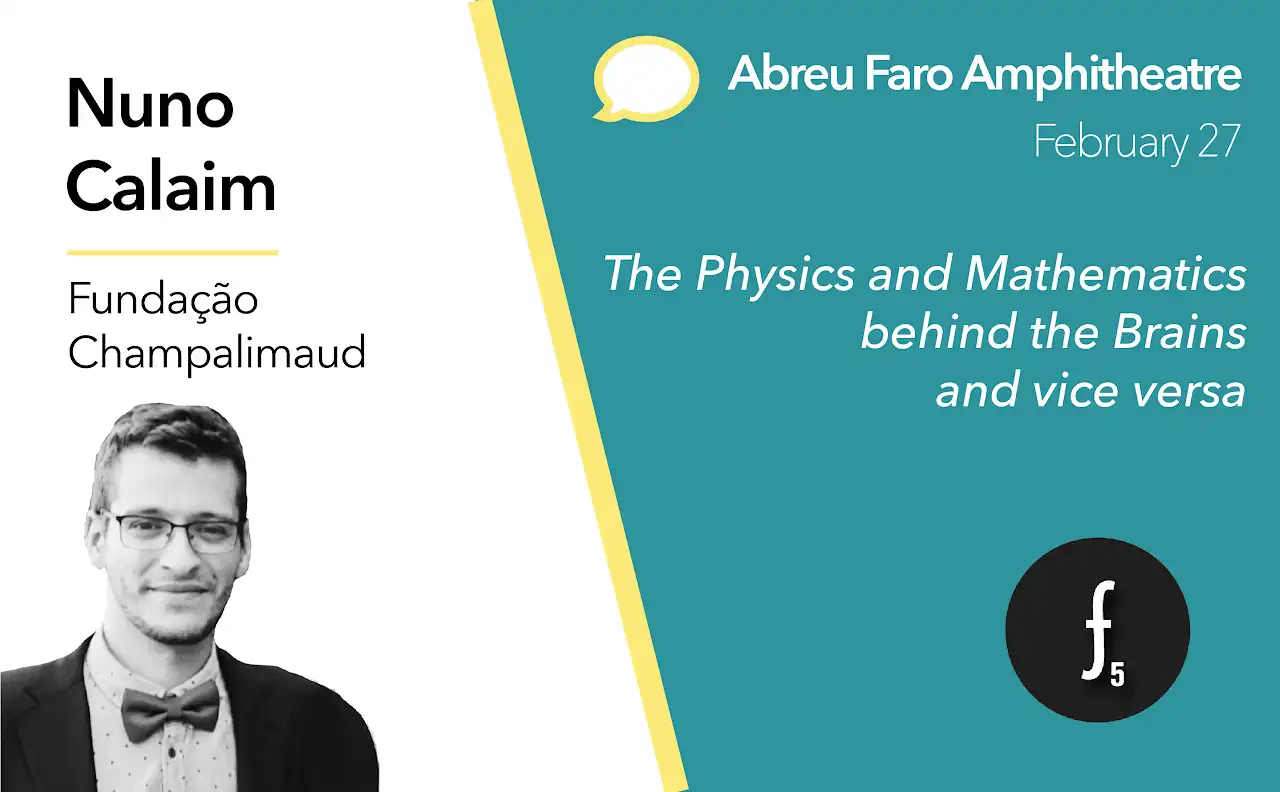 Nuno
Calaim
Fundação
Champalimaud
Abreu Faro Amphitheatre
February 27
The Physics and Mathematics
behind the Brains
and vice versa
f5